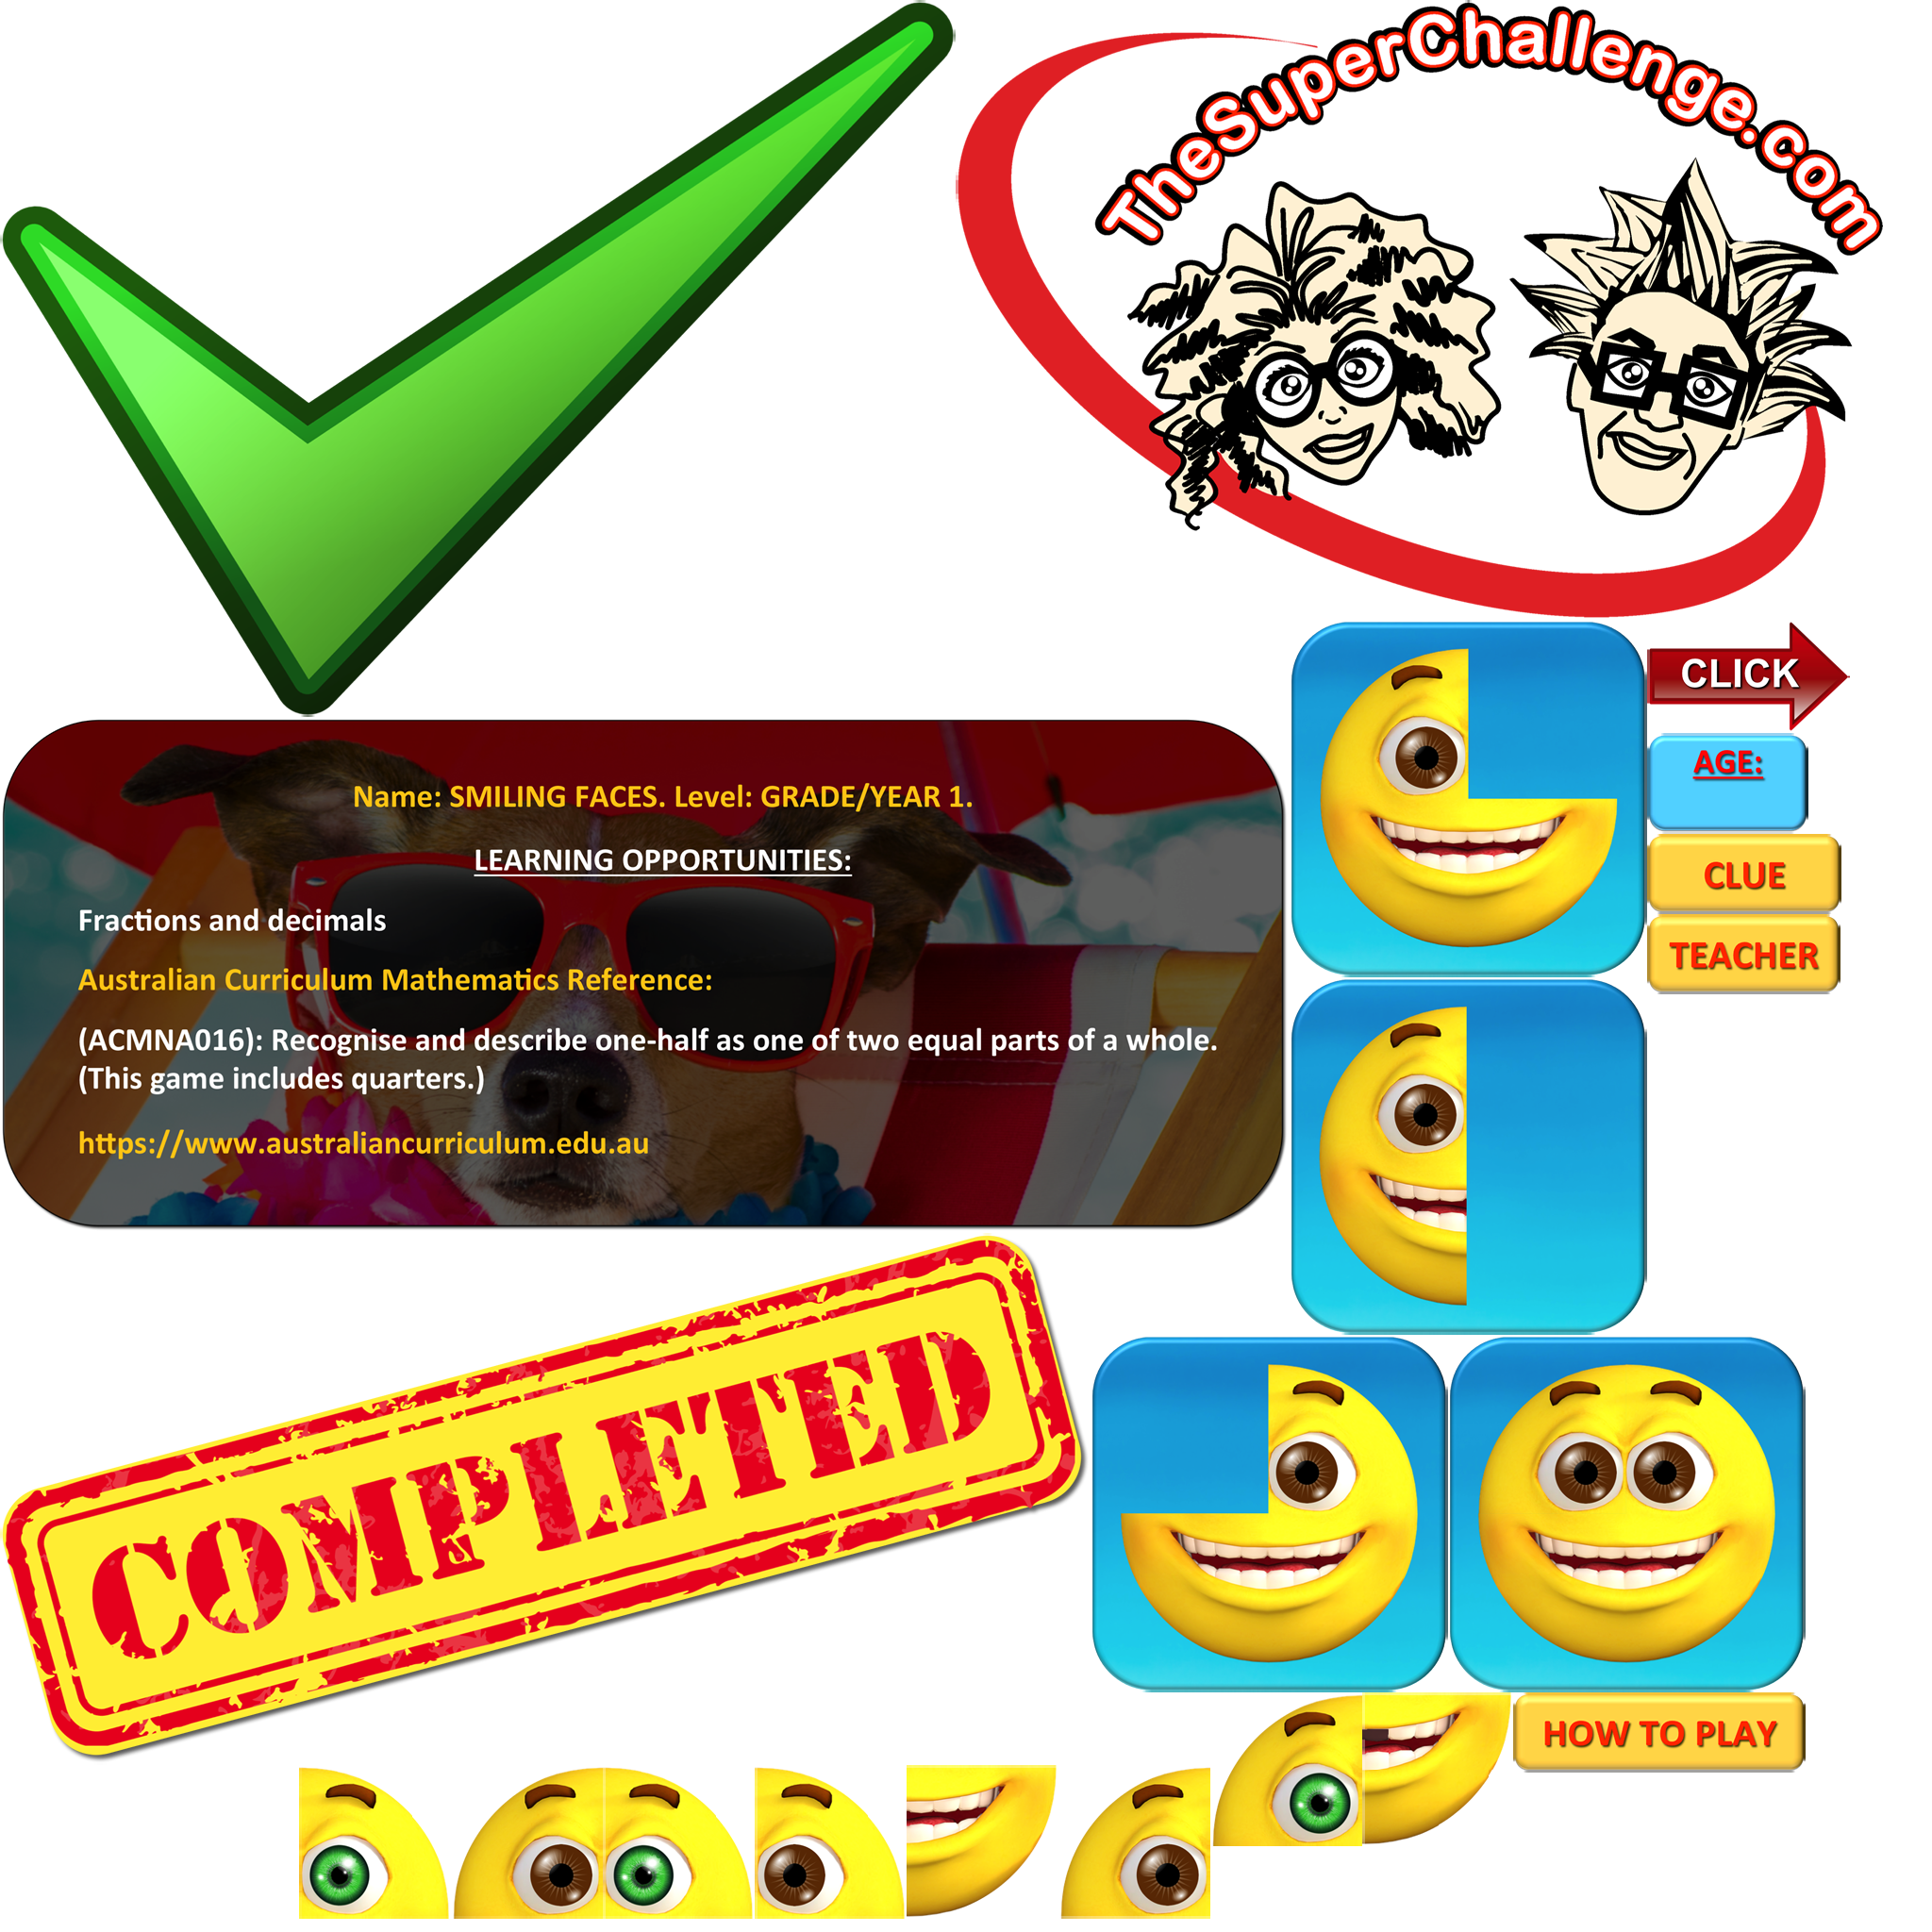 TheSuperChallenge.com
CLICK
AGE:
CLUE
TEACHER
Name: SMILING FACES. Level: GRADE/YEAR 1.
LEARNING OPPORTUNITIES:
Fractions and decimals
Australian Curriculum Mathematics Reference:
(ACMNA016): Recognise and describe one-half as one of two equal parts of a whole.
(This game includes quarters.)
https://www.australiancurriculum.edu.au
COMPLETED
HOW TO PLAY